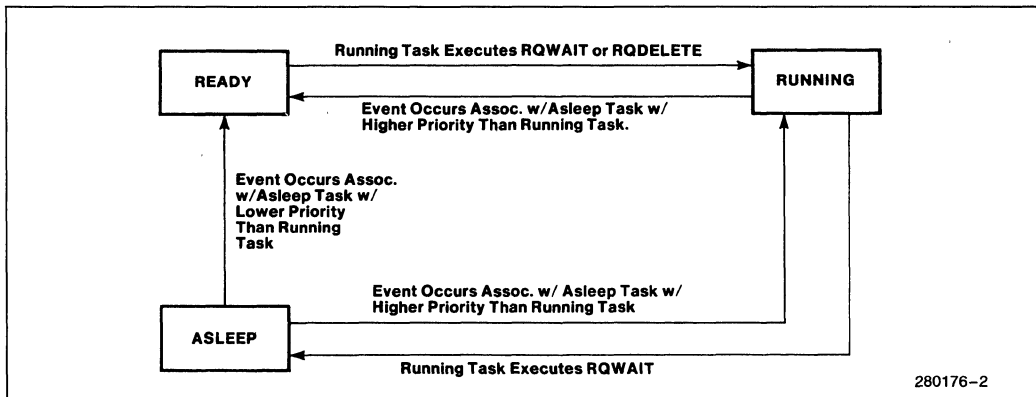 Running Task Executes RQWAIT or RQDELETE
READY
RUNNING
Event Occurs Assoc. w/Asleep Task w/
Higher Priority Than Running Task.
Event Occurs Assoc.
w/Asleep Task w/
Lower Priority
Than Running
Task
Event Occurs Assoc. w/ Asleep Task w/
Higher Priority Than Running Task
ASLEEP
Running Task Executes RQWAIT
280176–2